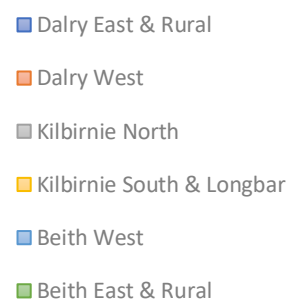 Dalry East & Rural
Dalry West
Kilbirnie North
Kilbirnie South & Longbar
Beith West
Beith East & Rural